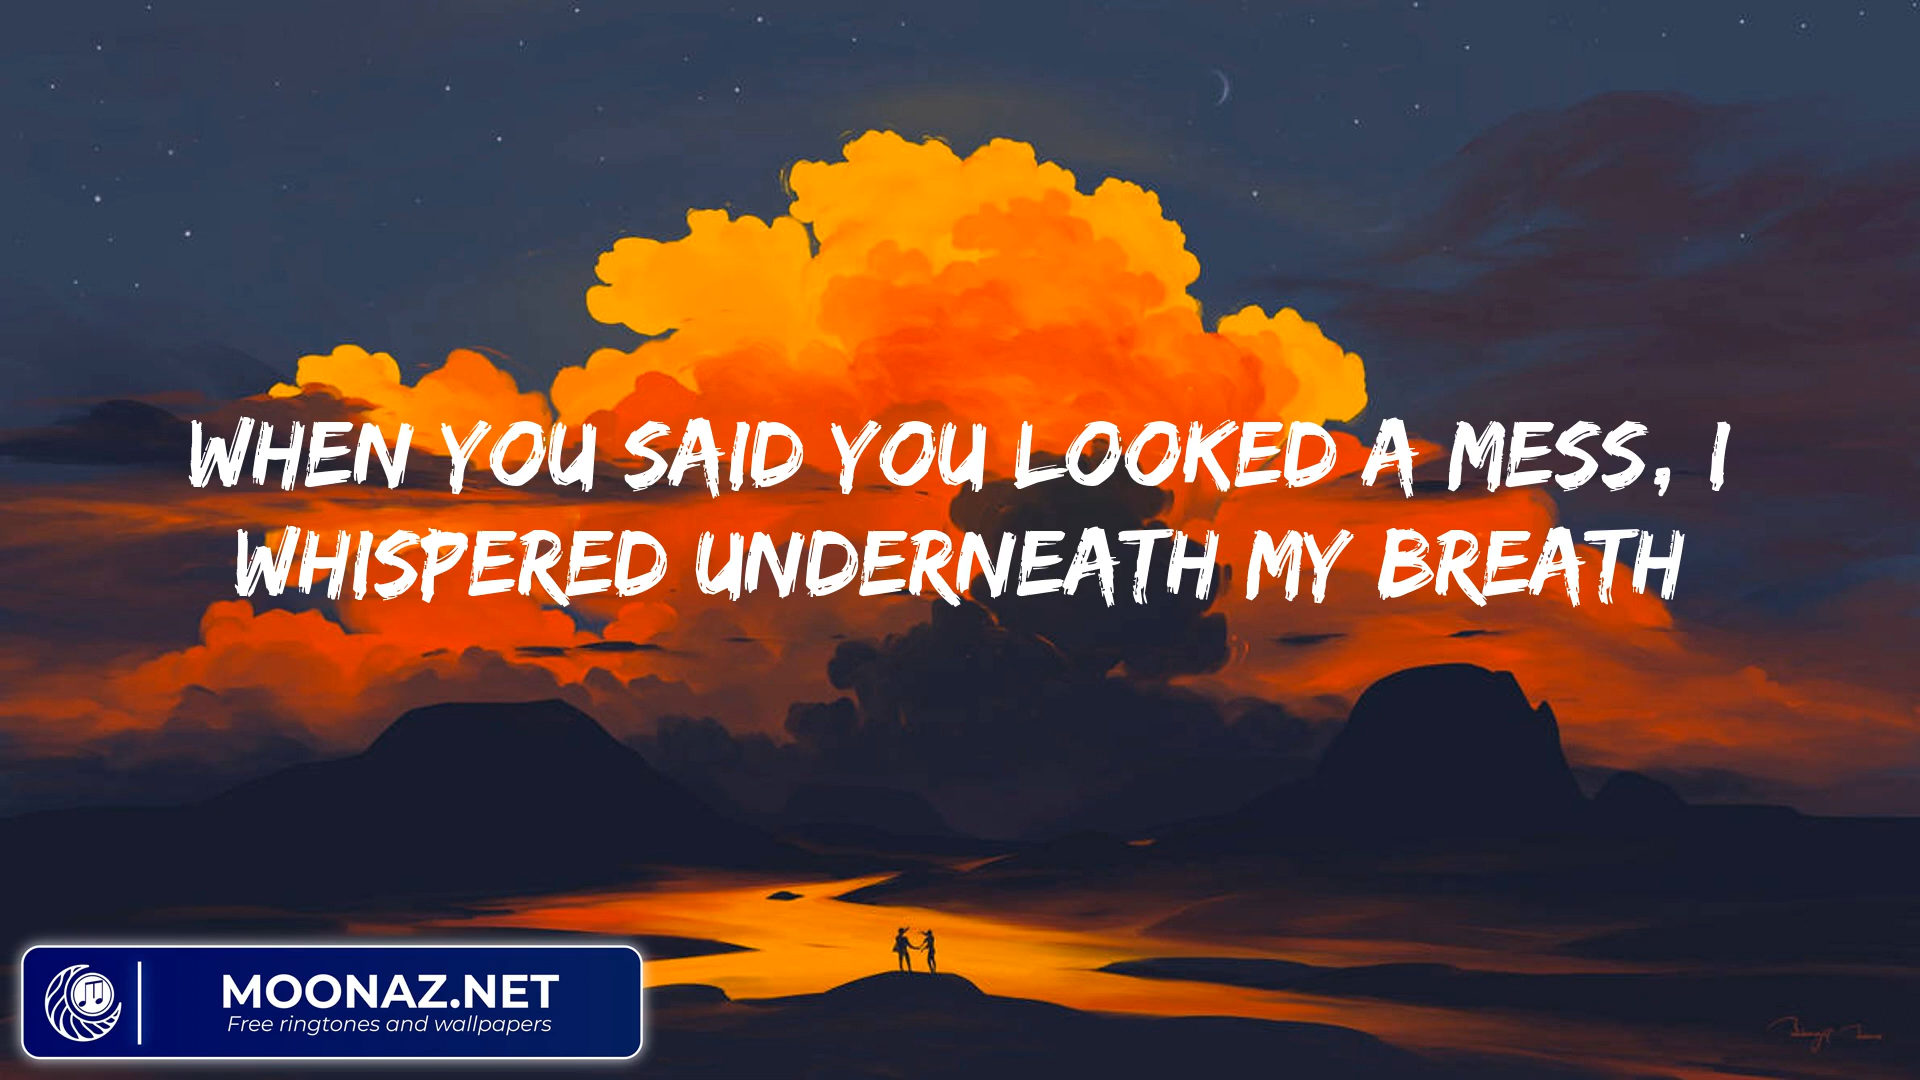 WHEN YOU SAID YOU LOOKED A MESS, I
WHISPERED UNDERNEATH MY BREATH
MOONAZ.NET
Free ringtones and wallpapers